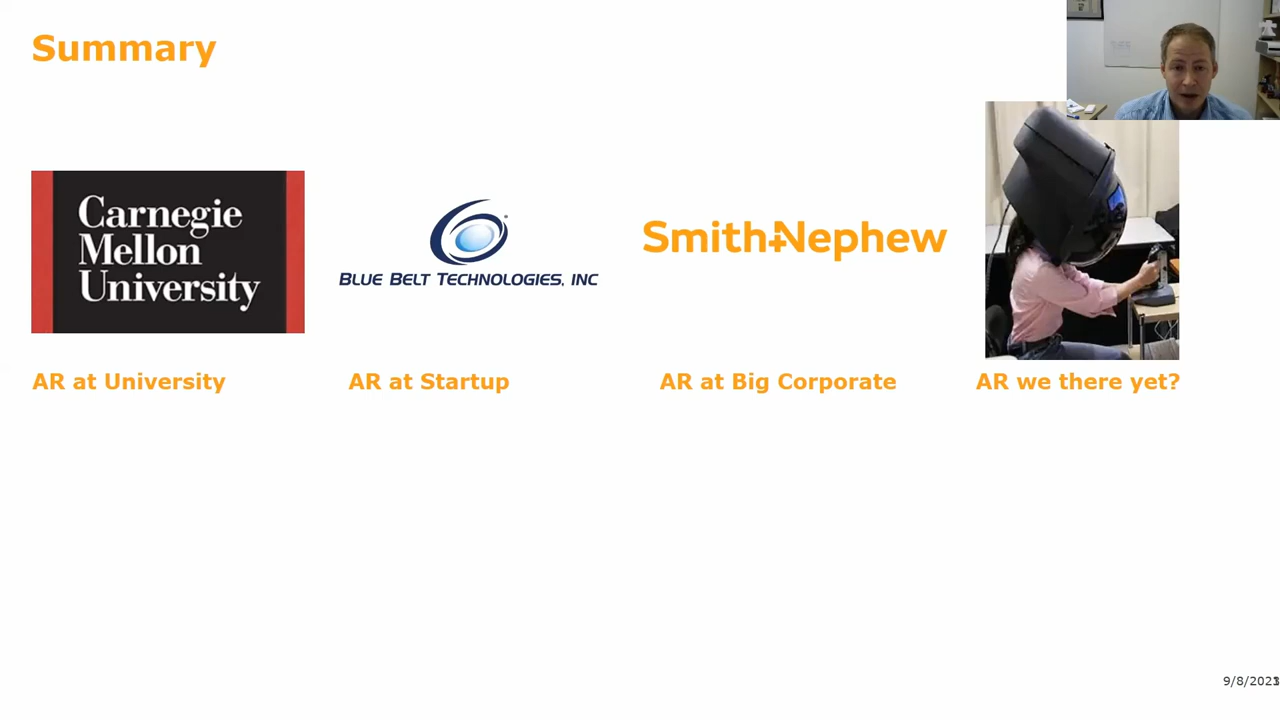 Summary
Carnegie
Mellon
University
BLUE BELT TECHNOLOGIES, INC
Smith+Nephew
AR at University
AR at Startup
AR at Big Corporate
AR we there yet?
9/8/2021